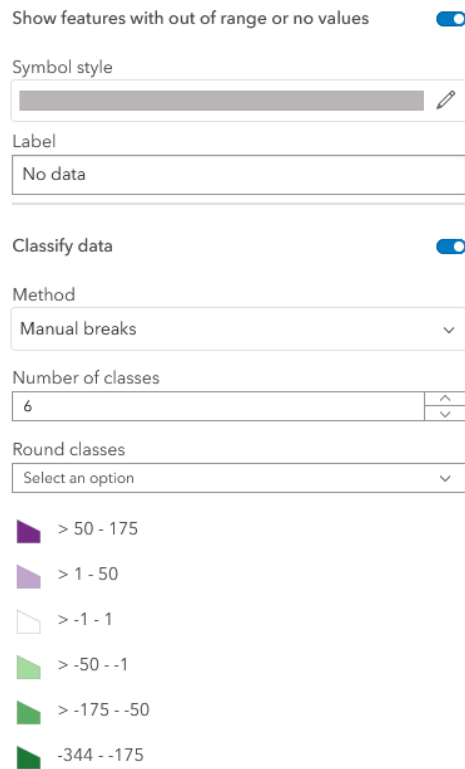 Show features with out of range or no values
Symbol style
Label
No data
Classify data
Method
Manual breaks
Number of classes
6
Round classes
Select an option
> 50 - 175
> 1 - 50
> -1 - 1
> -50 - -1
> -175 - -50
-344 - -175